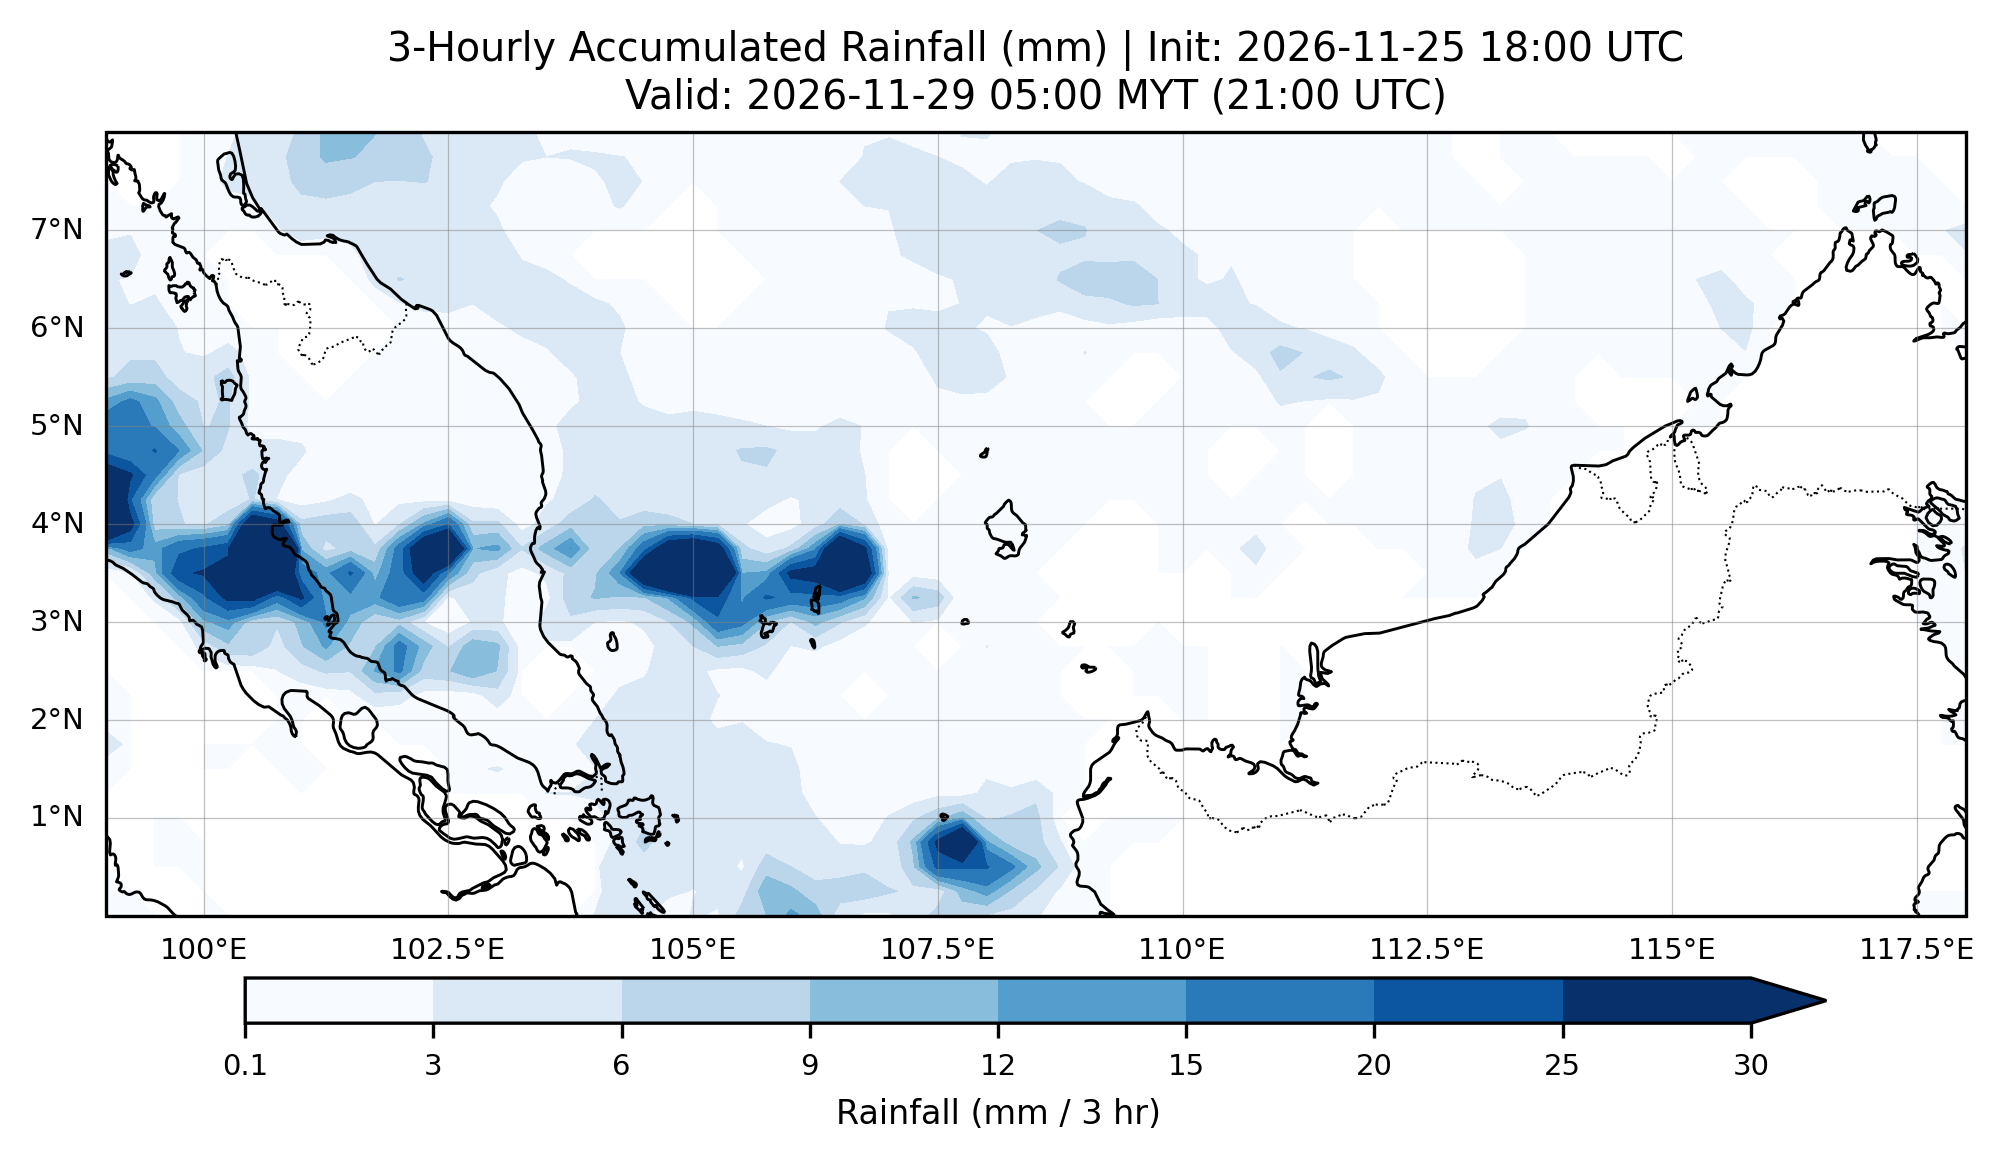 3-Hourly Accumulated Rainfall (mm) | Init: 2026-11-25 18:00 UTC
Valid: 2026-11-29 05:00 MYT (21:00 UTC)
7°N
6°N
5°N
4°N
3°N
2°N
1°N
100°E 102.5°E 105°E 107.5°E 110°E 112.5°E 115°E 117.5°E
0.1 3 6 9 12 15 20 25 30
Rainfall (mm / 3 hr)